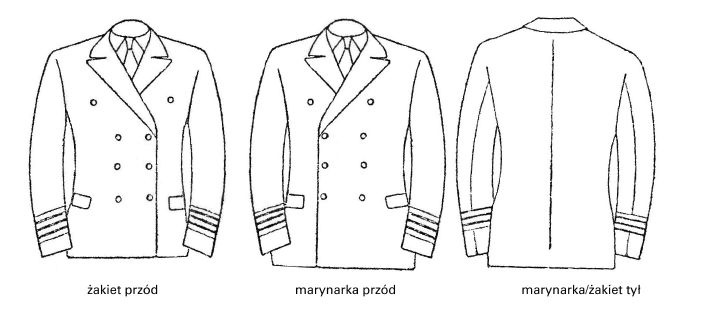 żakiet przód
marynarka przód
marynarka/żakiet tył